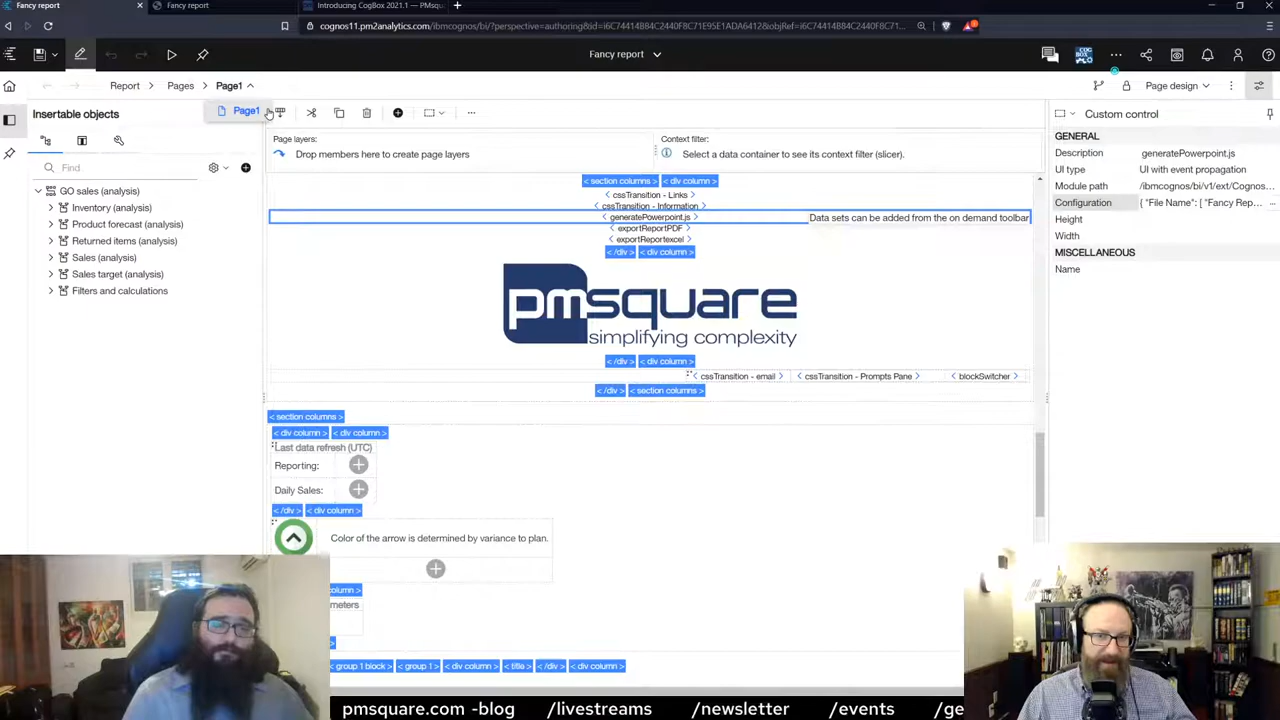 Fancy report
Fancy report
Introducing CogBox 2021.1 — PMsqu
cognos11.pm2analytics.com/ibmcognos/bi/?perspective=authoring&id=i6C74414B84C2440F8C71E95E1ADA6412&objRef=i6C74414B84C2440F8C71E
Fancy report
Report
Pages
Page1
Page design
Insertable objects
Page1
Custom control
Page layers:
Drop members here to create page layers
Context filter:
Select a data container to see its context filter (slicer).
GENERAL
Description
generatePowerpoint.js
UI type
UI with event propagation
Module path
/ibmcognos/bi/v1/ext/Cognos...
Configuration
{ "File Name": [ "Fancy Rep...
Height
Width
MISCELLANEOUS
Name
Find
GO sales (analysis)
Inventory (analysis)
Product forecast (analysis)
Returned items (analysis)
Sales (analysis)
Sales target (analysis)
Filters and calculations
< section columns > < div column >
< cssTransition - Links >
< cssTransition - Information >
< generatePowerpoint.js > Data sets can be added from the on demand toolbar
< exportReportPDF >
< exportReportexcel >
< /div > < div column >
pmsquare
simplifying complexity
< /div > < div column >
< cssTransition - email > < cssTransition - Prompts Pane > < blockSwitcher >
< /div > < section columns >
< section columns >
< div column > < div column >
Last data refresh (UTC)
Reporting:
Daily Sales:
< /div > < div column >
Color of the arrow is determined by variance to plan.
column >
meters
< group 1 block > < group 1 > < div column > < title > < /div > < div column >
pmsquare.com -blog /livestreams /newsletter /events /ge